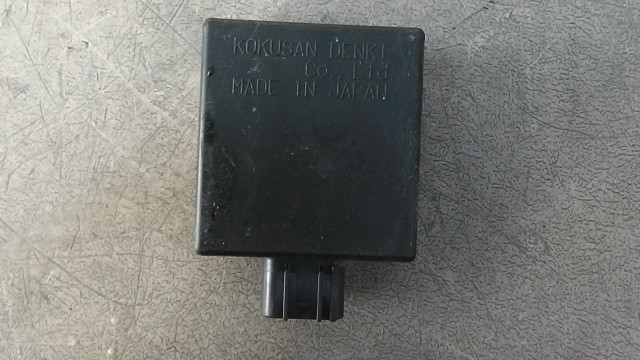 KOKUSAN DENKI
Co., Ltd
MADE IN JAPAN